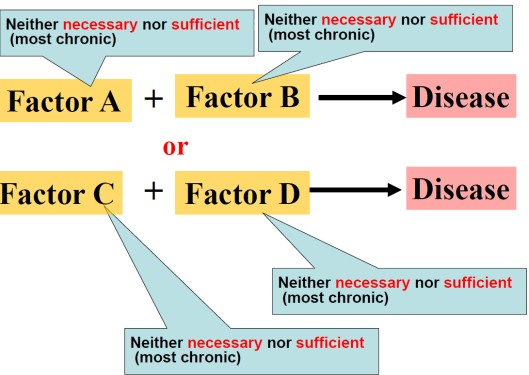 Neither necessary nor sufficient
(most chronic)
Neither necessary nor sufficient
(most chronic)
Factor A + Factor B Disease
or
Factor C + Factor D Disease
Neither necessary nor sufficient
(most chronic)
Neither necessary nor sufficient
(most chronic)